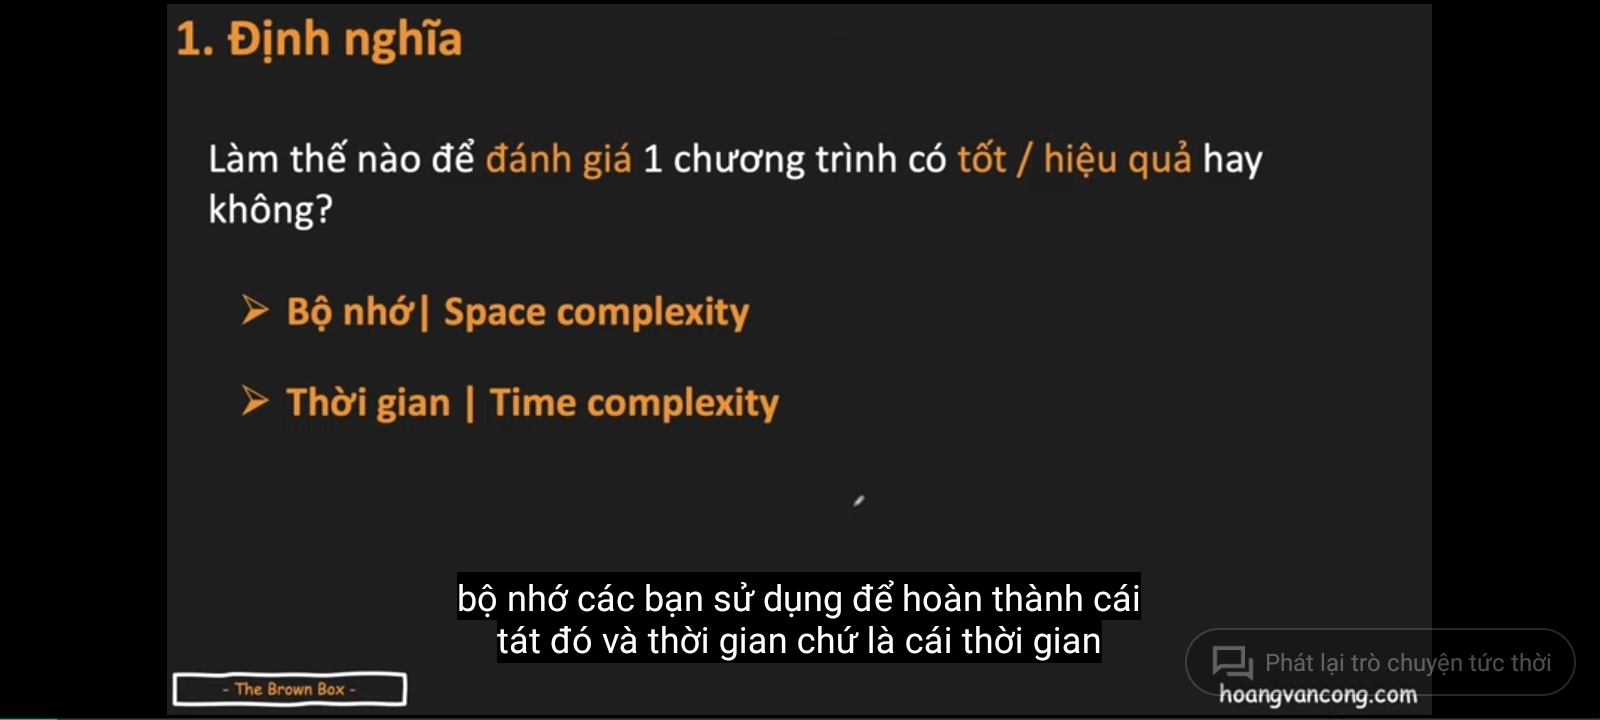 1. Định nghĩa
Làm thế nào để đánh giá 1 chương trình có tốt / hiệu quả hay
không?
➢ Bộ nhớ| Space complexity
➢ Thời gian | Time complexity
bộ nhớ các bạn sử dụng để hoàn thành cái
tát đó và thời gian chứ là cái thời gian
Phát lại trò chuyện tức thời
- The Brown Box -
hoangvancong.com